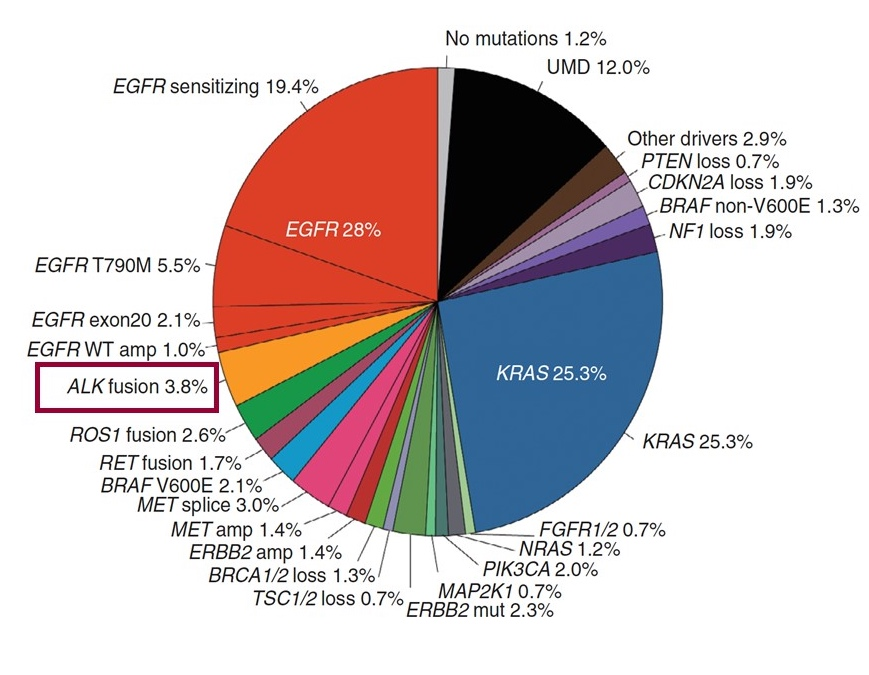 No mutations 1.2%
UMD 12.0%
EGFR sensitizing 19.4%
Other drivers 2.9%
PTEN loss 0.7%
CDKN2A loss 1.9%
BRAF non-V600E 1.3%
NF1 loss 1.9%
EGFR 28%
EGFR T790M 5.5%
EGFR exon20 2.1%
EGFR WT amp 1.0%
ALK fusion 3.8%
KRAS 25.3%
KRAS 25.3%
ROS1 fusion 2.6%
RET fusion 1.7%
BRAF V600E 2.1%
MET splice 3.0%
MET amp 1.4%
ERBB2 amp 1.4%
BRCA1/2 loss 1.3%
TSC1/2 loss 0.7%
FGFR1/2 0.7%
NRAS 1.2%
PIK3CA 2.0%
MAP2K1 0.7%
ERBB2 mut 2.3%